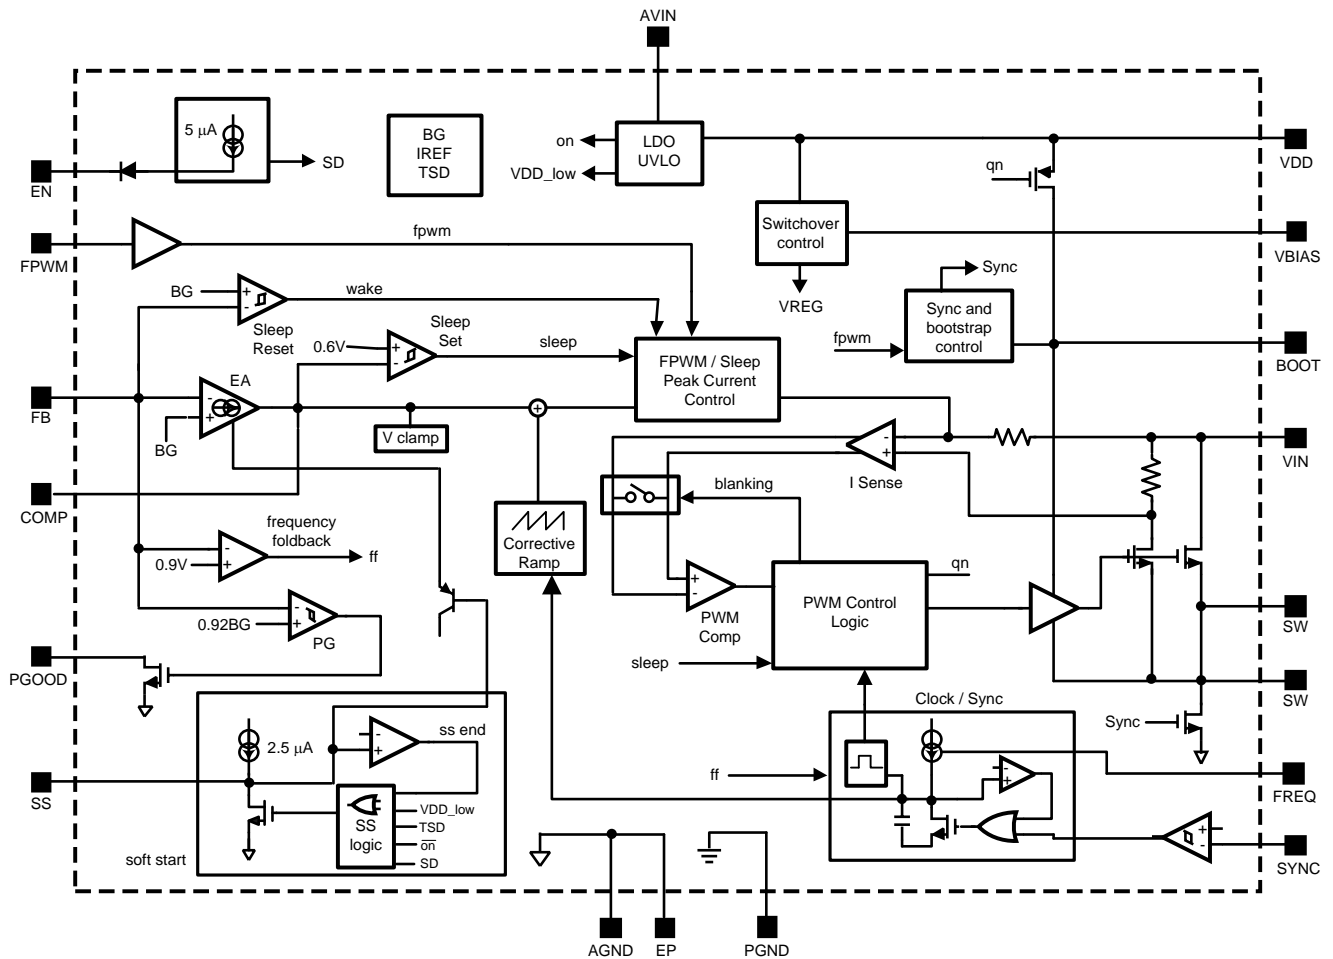 AVIN
5 μA
SD
EN
BG
IREF
TSD
on
VDD_low
LDO
UVLO
VDD
qn
FPWM
fpwm
Switchover
control
VBIAS
VREG
Sync
Sync and
bootstrap
control
fpwm
BOOT
BG
+
-
wake
Sleep
Reset
0.6V
+
-
Sleep
Set
sleep
FPWM / Sleep
Peak Current
Control
EA
-
+
FB
BG
V clamp
+
-
+
I Sense
VIN
COMP
blanking
frequency
foldback
-
+
0.9V
ff
Corrective
Ramp
+
-
PWM
Comp
PWM Control
Logic
qn
-
+
0.92BG
PG
SW
PGOOD
sleep
SW
Clock / Sync
Sync
2.5 μA
-
+
ss end
SS
ff
-
+
FREQ
SS
logic
VDD_low
TSD
on
SD
soft start
+
-
SYNC
AGND
EP
PGND